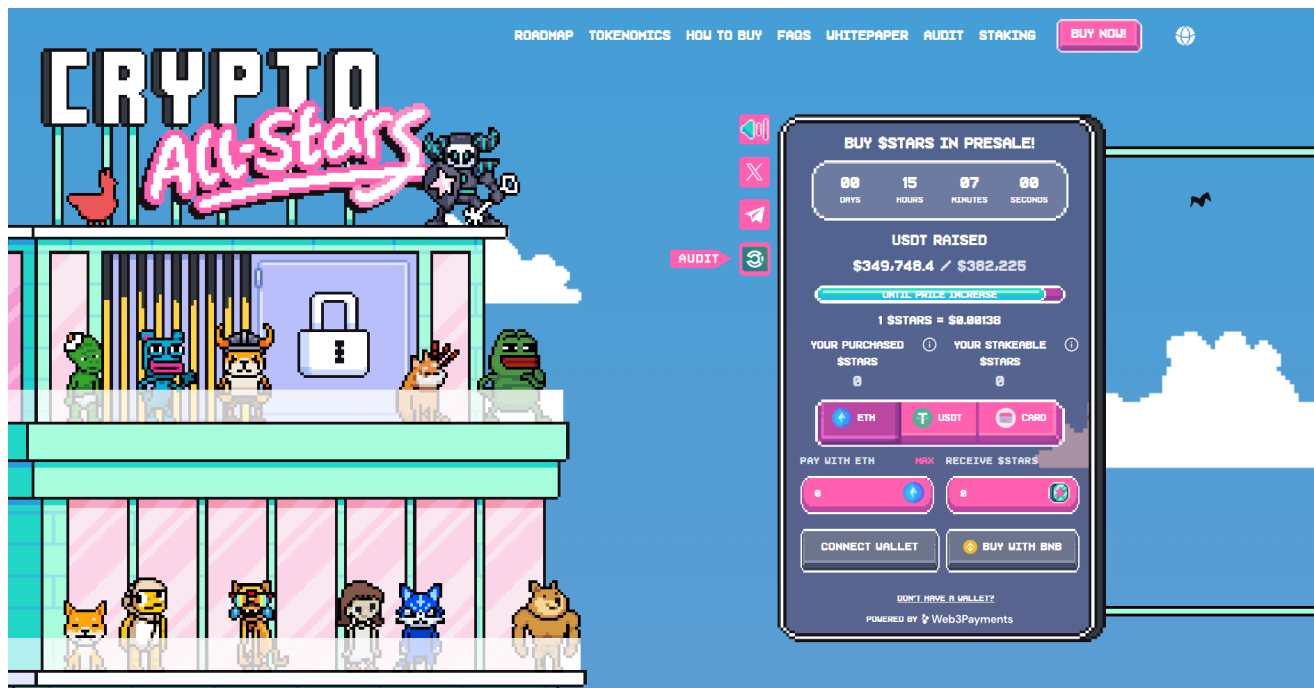 ROADMAP TOKENOMICS HOW TO BUY FAQS WHITEPAPER AUDIT STAKING BUY NOW!
CRYPTO
All-Stars
AUDIT
BUY $STARS IN PRESALE!
00 15 07 00
DAYS HOURS MINUTES SECONDS
USDT RAISED
$349,748.4 / $382,225
UNTIL PRICE INCREASE
1 $STARS = $0.00138
YOUR PURCHASED $STARS
0
YOUR STAKEABLE $STARS
0
ETH USDT CARD
PAY WITH ETH MAX RECEIVE $STARS
0 0
CONNECT WALLET BUY WITH BNB
DON'T HAVE A WALLET?
POWERED BY Web3Payments